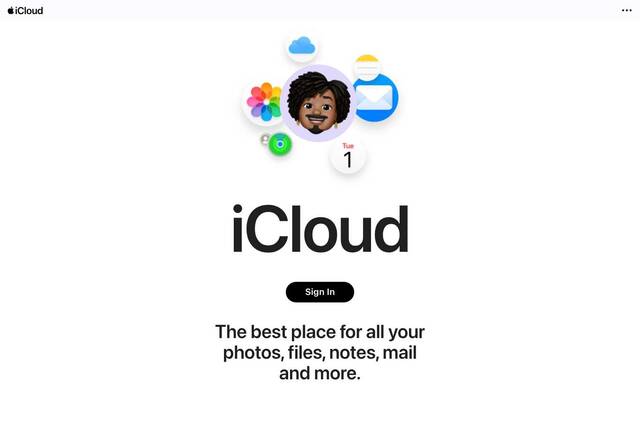 iCloud
Tue
1
iCloud
Sign In
The best place for all your
photos, files, notes, mail
and more.